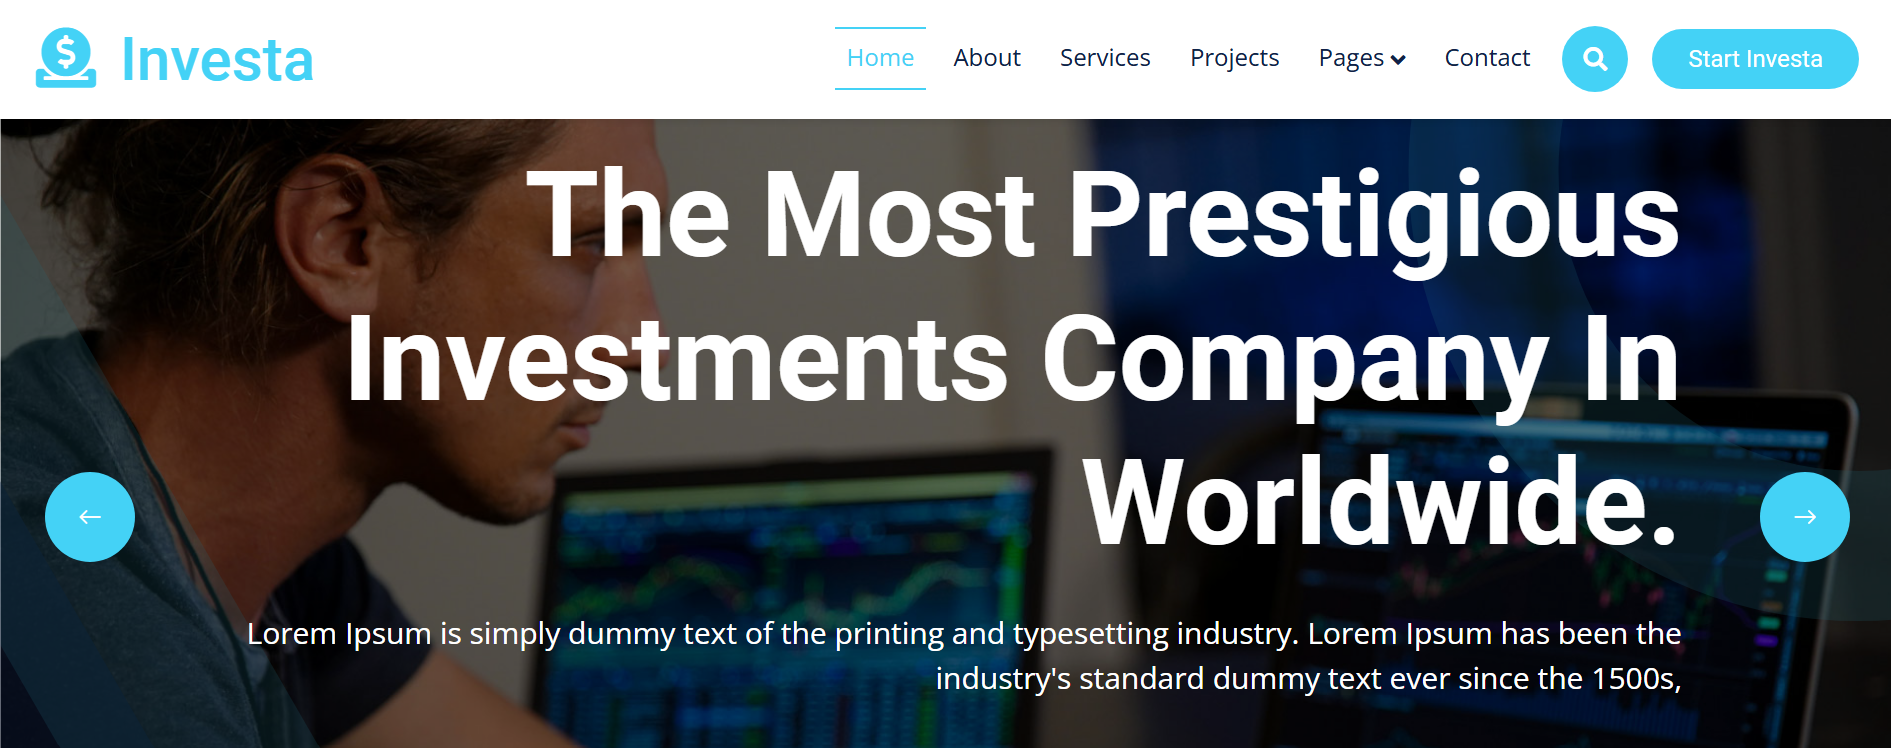 Investa
Home About Services Projects Pages Contact Start Investa
The Most Prestigious
Investments Company In
Worldwide.
Lorem Ipsum is simply dummy text of the printing and typesetting industry. Lorem Ipsum has been the
industry's standard dummy text ever since the 1500s,